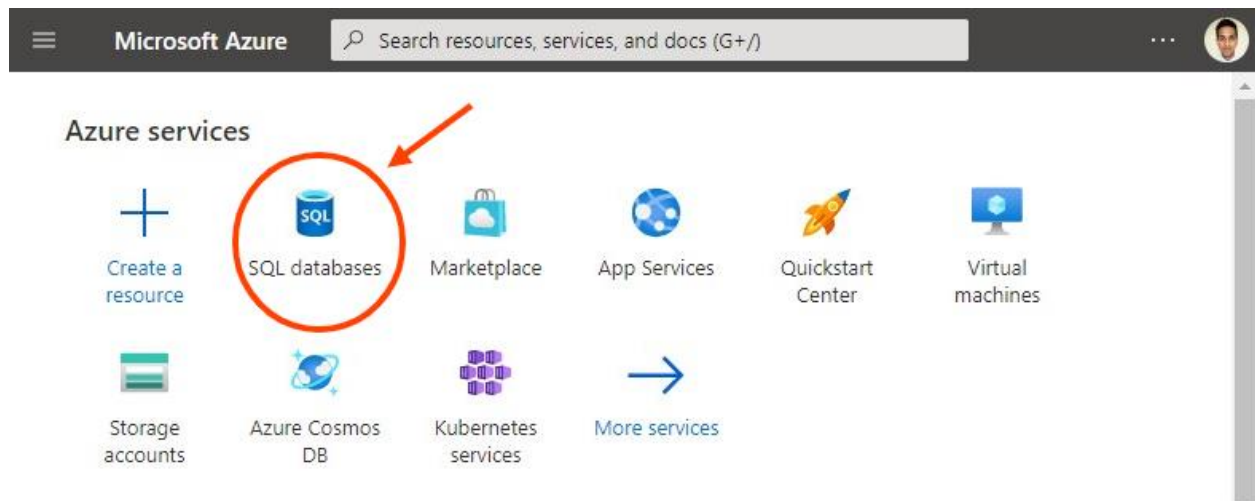 Microsoft Azure
Search resources, services, and docs (G+/)
...
Azure services
SQL
Create a
resource
SQL databases
Marketplace
App Services
Quickstart
Center
Virtual
machines
Storage
accounts
Azure Cosmos
DB
Kubernetes
services
More services